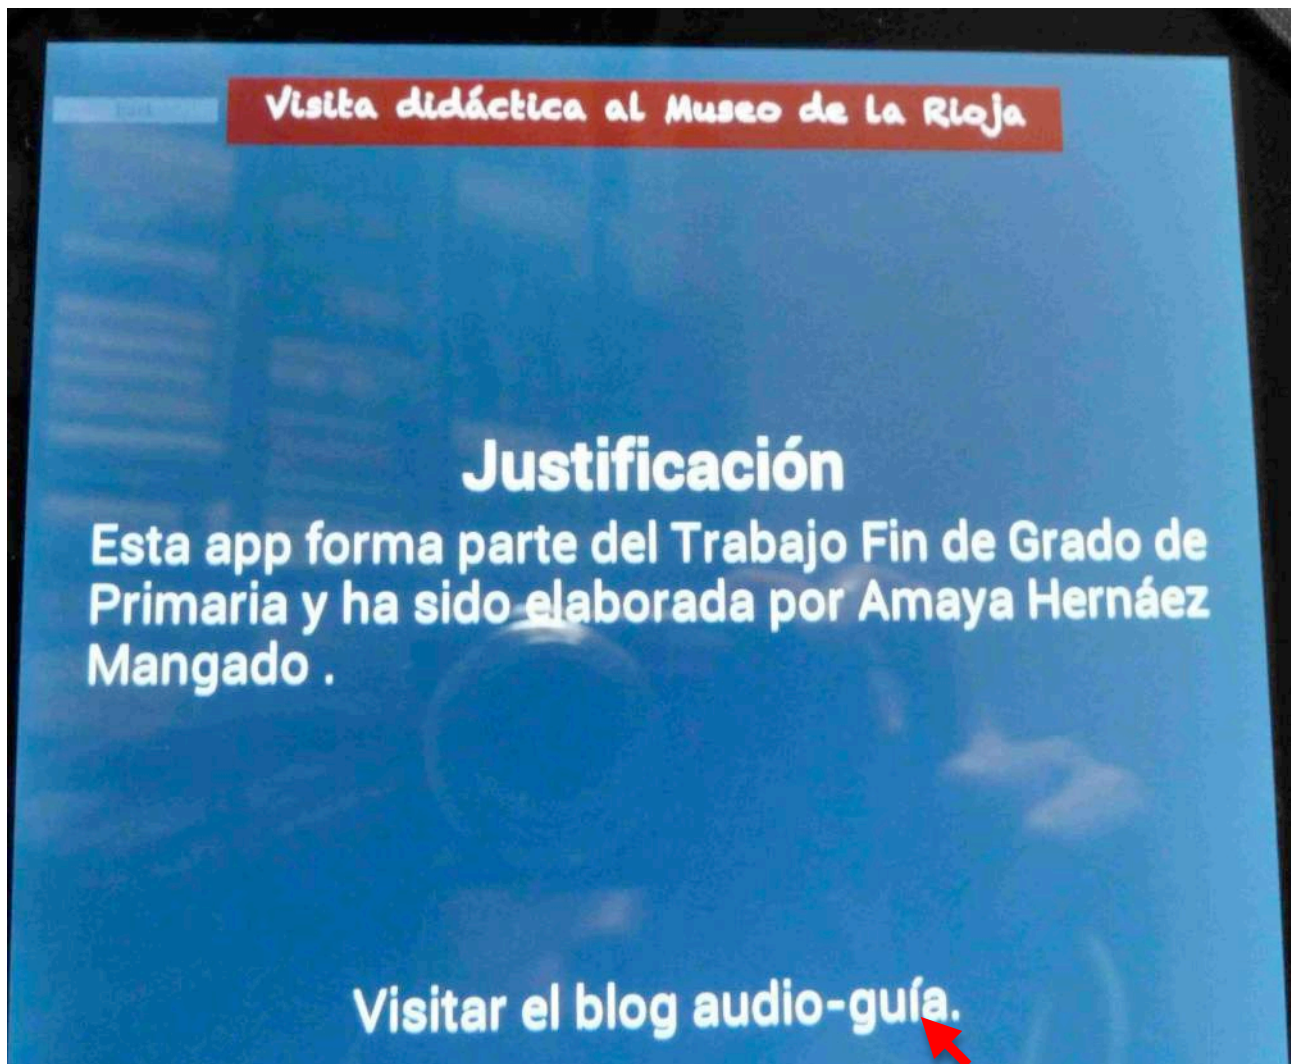 Visita didáctica al Museo de la Rioja
Justificación
Esta app forma parte del Trabajo Fin de Grado de
Primaria y ha sido elaborada por Amaya Hernáez
Mangado .
Visitar el blog audio-guía.